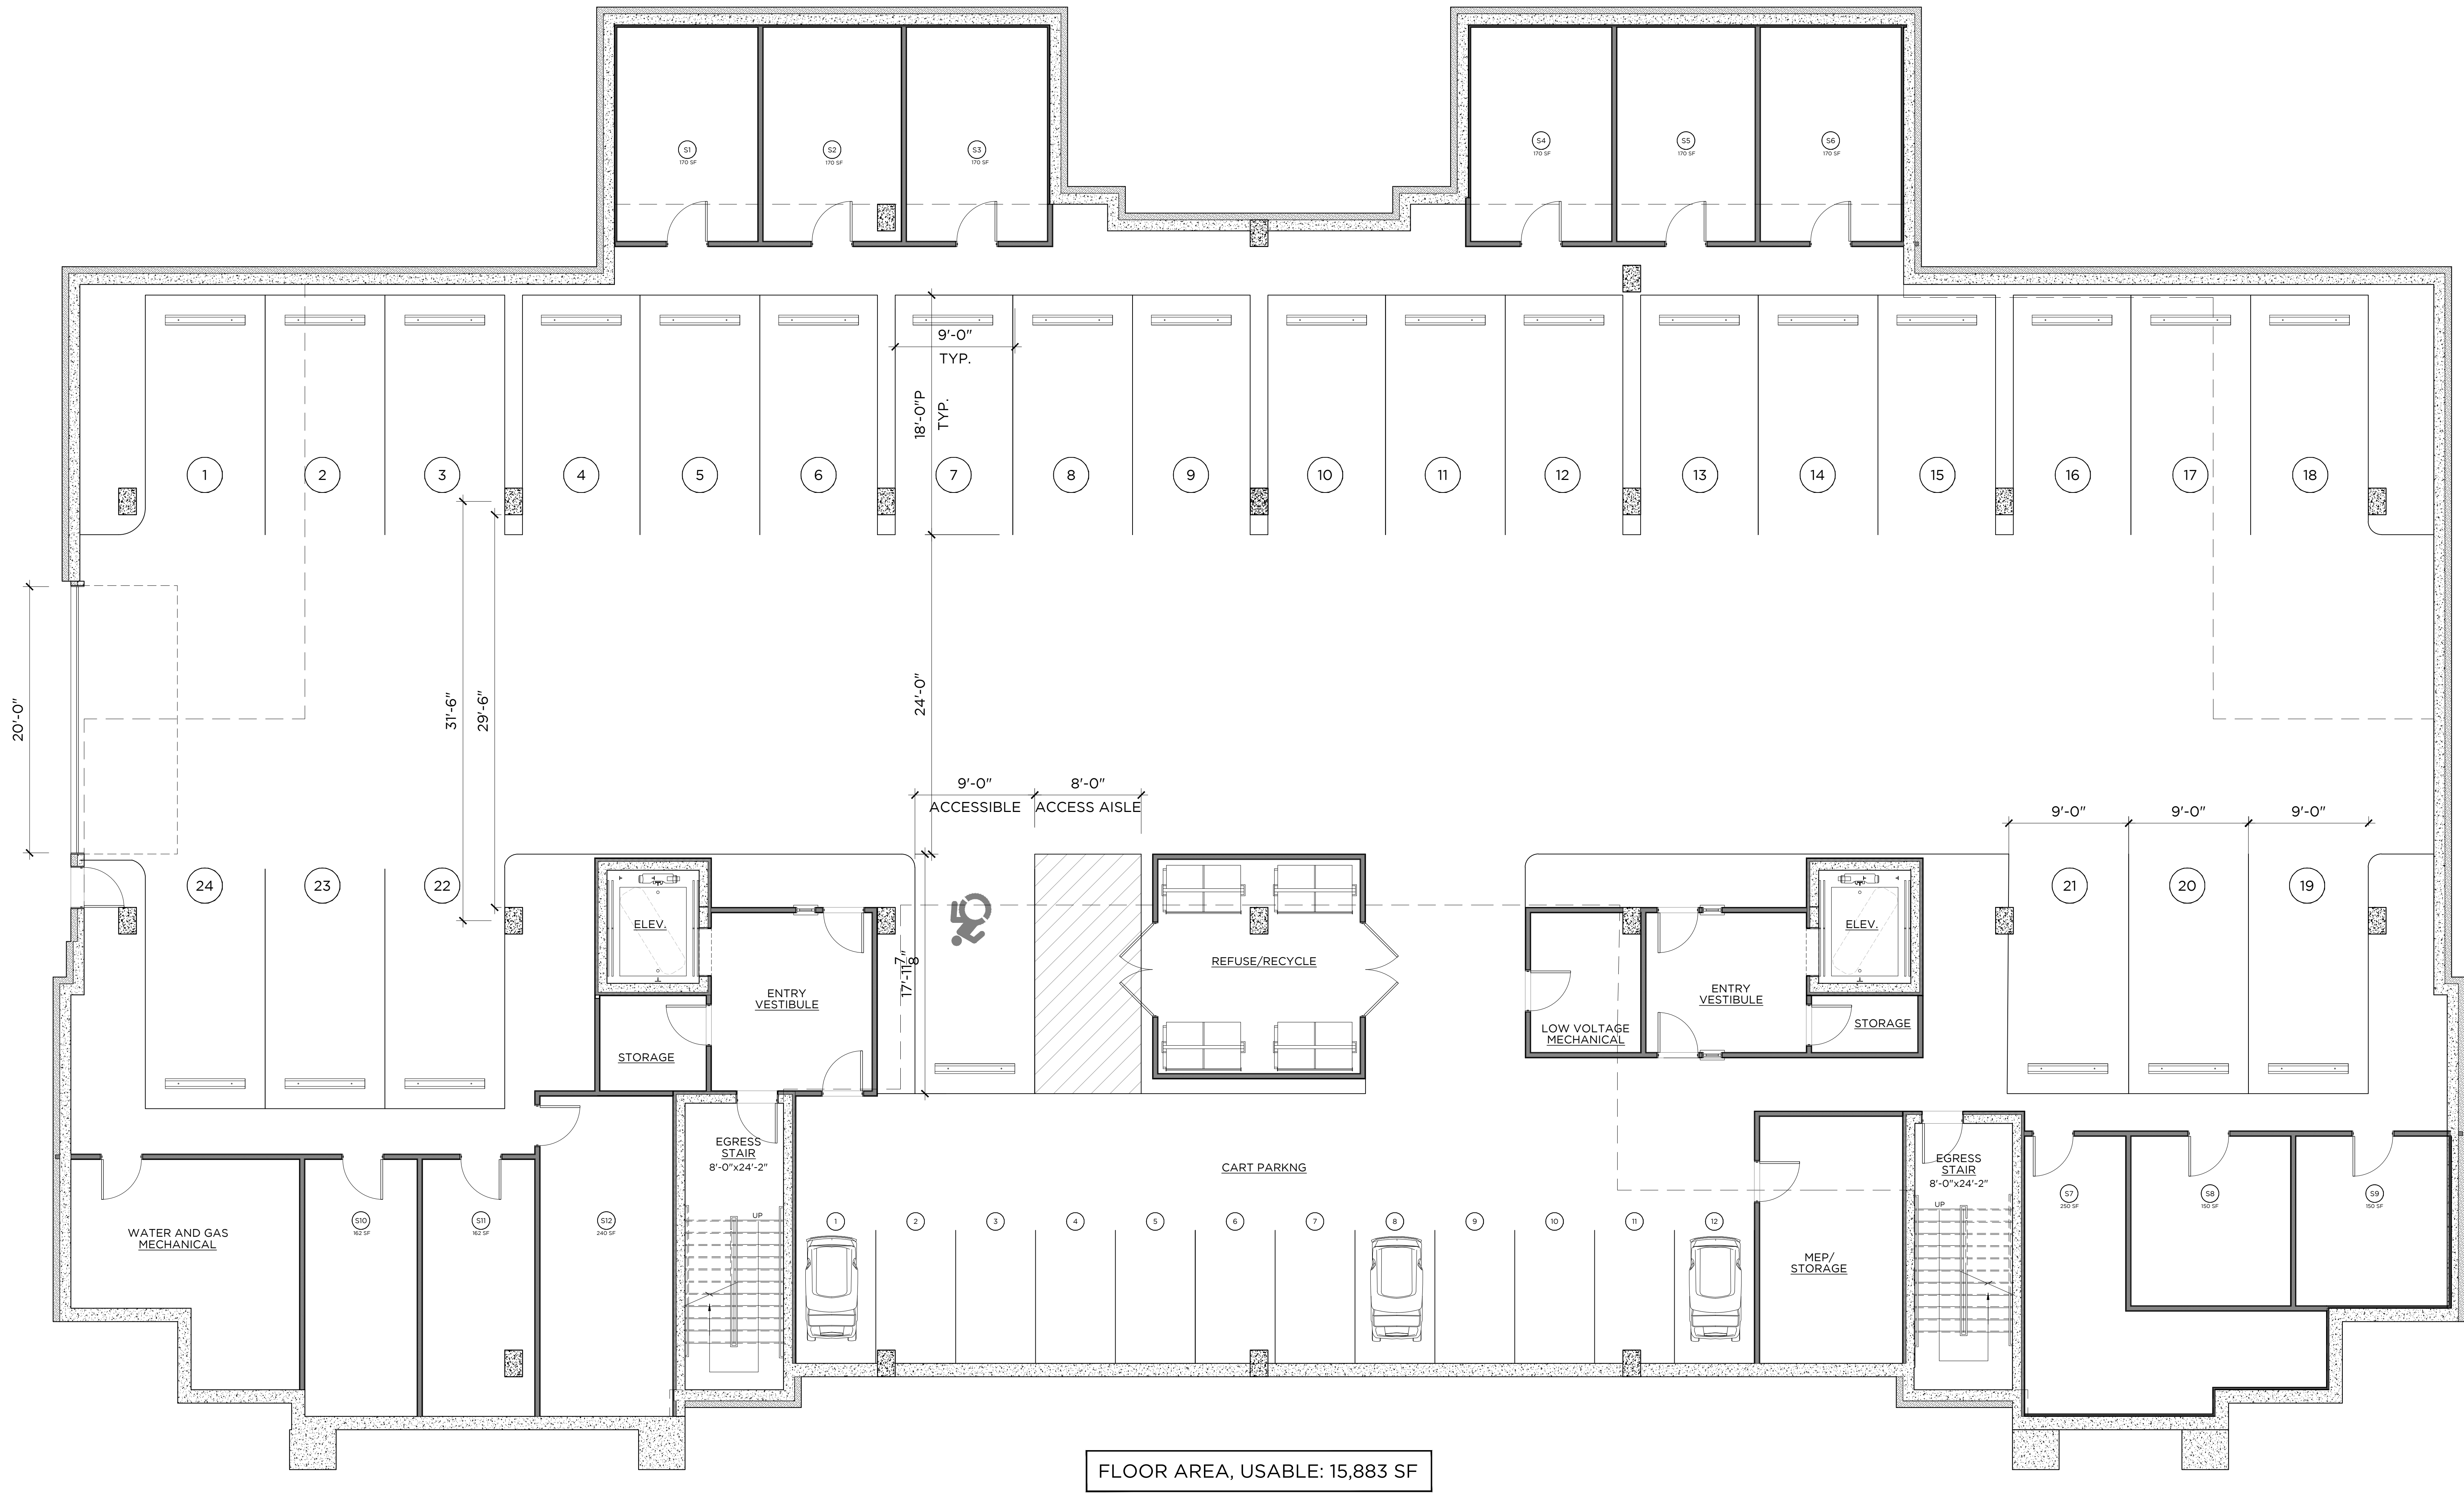 S1
170 SF
S2
170 SF
S3
170 SF
S4
170 SF
S5
170 SF
S6
170 SF
9'-0"
TYP.
18'-0"P
TYP.
1
2
3
4
5
6
7
8
9
10
11
12
13
14
15
16
17
18
20'-0"
31'-6"
29'-6"
24'-0"
9'-0"
ACCESSIBLE
8'-0"
ACCESS AISLE
9'-0"
9'-0"
9'-0"
24
23
22
21
20
19
ELEV.
ELEV.
17'-11 7/8"
REFUSE/RECYCLE
ENTRY
VESTIBULE
ENTRY
VESTIBULE
STORAGE
STORAGE
LOW VOLTAGE
MECHANICAL
EGRESS
STAIR
8'-0"x24'-2"
UP
CART PARKNG
EGRESS
STAIR
8'-0"x24'-2"
UP
WATER AND GAS
MECHANICAL
S10
162 SF
S11
162 SF
S12
240 SF
1
2
3
4
5
6
7
8
9
10
11
12
MEP/
STORAGE
S7
250 SF
S8
150 SF
S9
150 SF
FLOOR AREA, USABLE: 15,883 SF